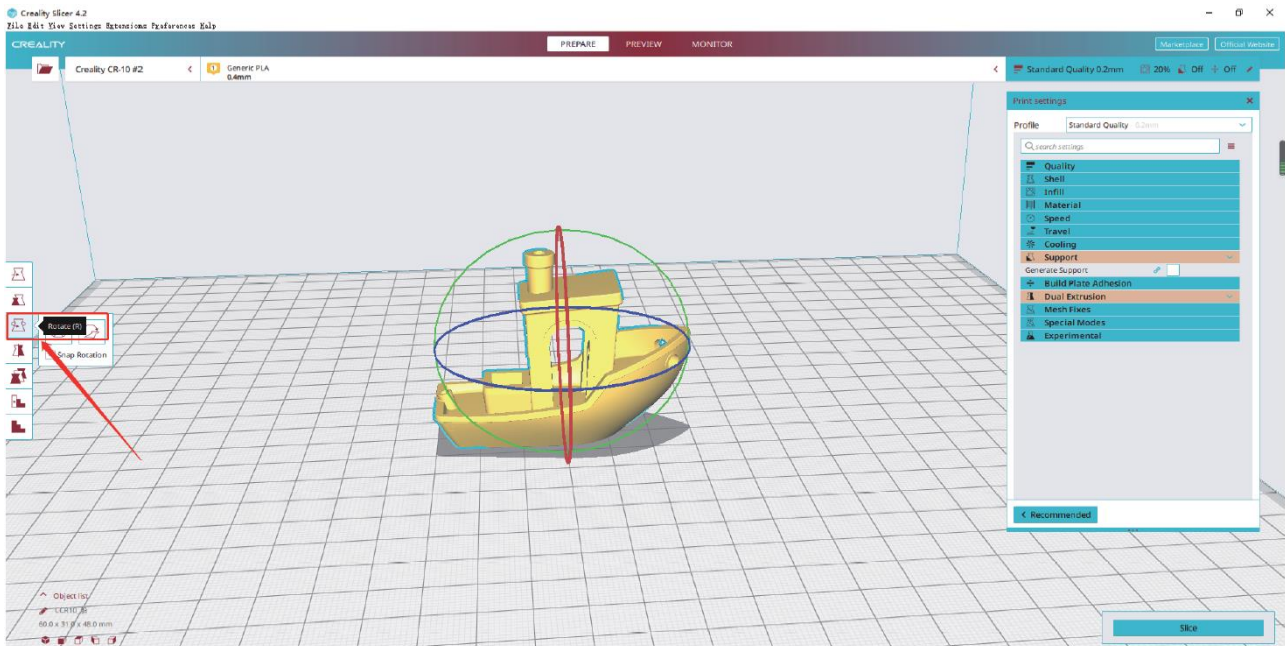 Creality Slicer 4.2
File Edit View Settings Extensions Preferences Help
CREALITY
PREPARE PREVIEW MONITOR
Marketplace Official Website
Creality CR-10 #2
1 Generic PLA
0.4mm
Standard Quality 0.2mm 20% Off Off
Print settings
Profile Standard Quality 0.2mm
search settings
Quality
Shell
Infill
Material
Speed
Travel
Cooling
Support
Generate Support
Build Plate Adhesion
Dual Extrusion
Mesh Fixes
Special Modes
Experimental
Recommended
Rotate (R)
Snap Rotation
Object list
60.0 x 31.0 x 48.0 mm
Slice